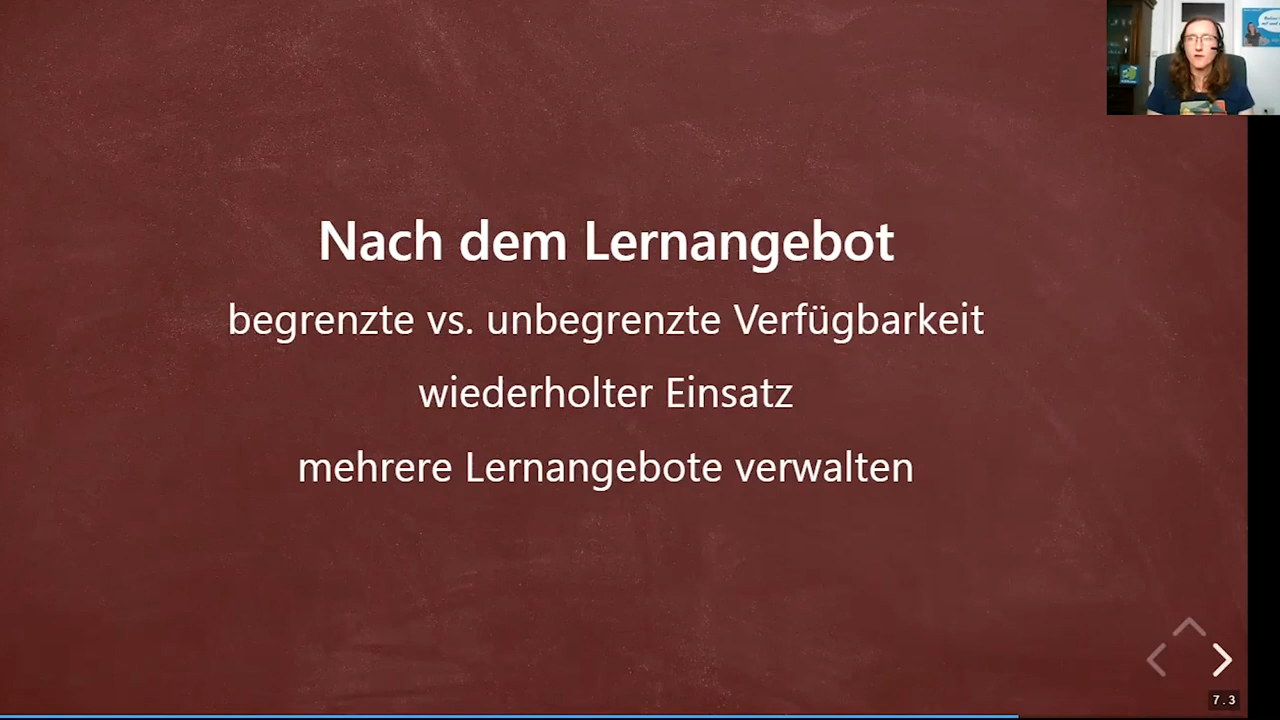 Nach dem Lernangebot
begrenzte vs. unbegrenzte Verfügbarkeit
wiederholter Einsatz
mehrere Lernangebote verwalten
7.3